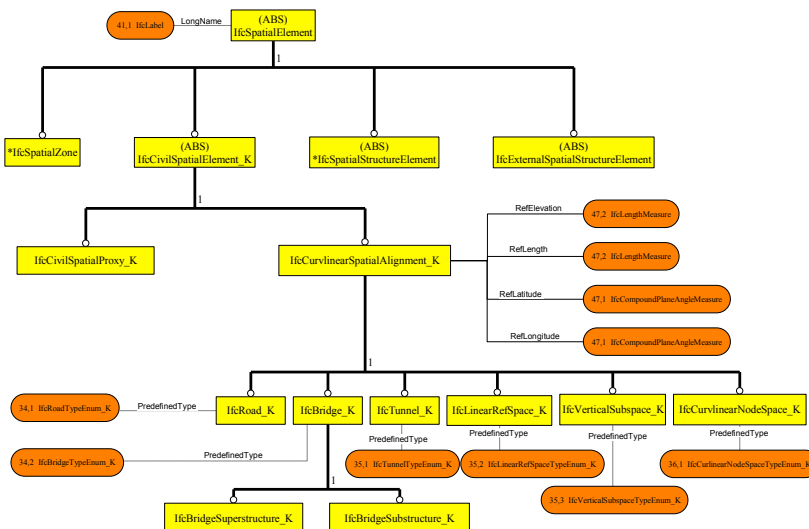 41,1 IfcLabel
LongName
(ABS)
IfcSpatialElement
1
*IfcSpatialZone
(ABS)
IfcCivilSpatialElement_K
(ABS)
*IfcSpatialStructureElement
(ABS)
IfcExternalSpatialStructureElement
1
RefElevation
47,2 IfcLengthMeasure
RefLength
47,2 IfcLengthMeasure
IfcCivilSpatialProxy_K
IfcCurvlinearSpatialAlignment_K
RefLatitude
47,1 IfcCompoundPlaneAngleMeasure
RefLongitude
47,1 IfcCompoundPlaneAngleMeasure
1
34,1 IfcRoadTypeEnum_K
PredefinedType
IfcRoad_K
IfcBridge_K
IfcTunnel_K
IfcLinearRefSpace_K
IfcVerticalSubspace_K
IfcCurvlinearNodeSpace_K
PredefinedType
PredefinedType
PredefinedType
PredefinedType
34,2 IfcBridgeTypeEnum_K
PredefinedType
35,1 IfcTunnelTypeEnum_K
35,2 IfcLinearRefSpaceTypeEnum_K
36,1 IfcCurlinearNodeSpaceTypeEnum_K
1
35,3 IfcVerticalSubspaceTypeEnum_K
IfcBridgeSuperstructure_K
IfcBridgeSubstructure_K